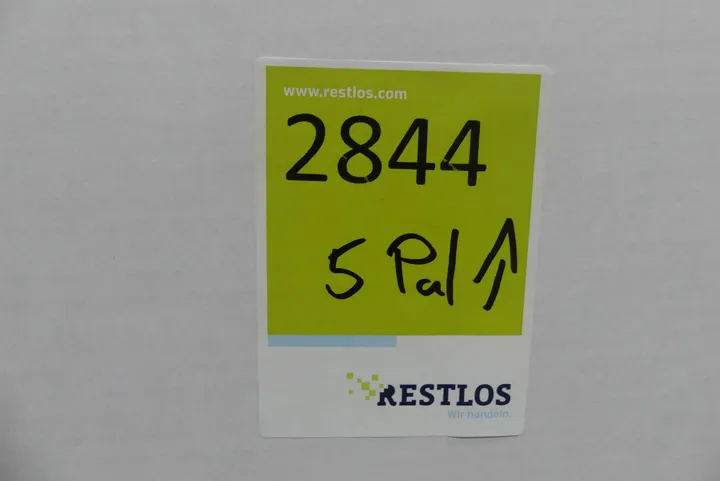 www.restlos.com
2844
5 Pal ↑
RESTLOS
Wir handeln.